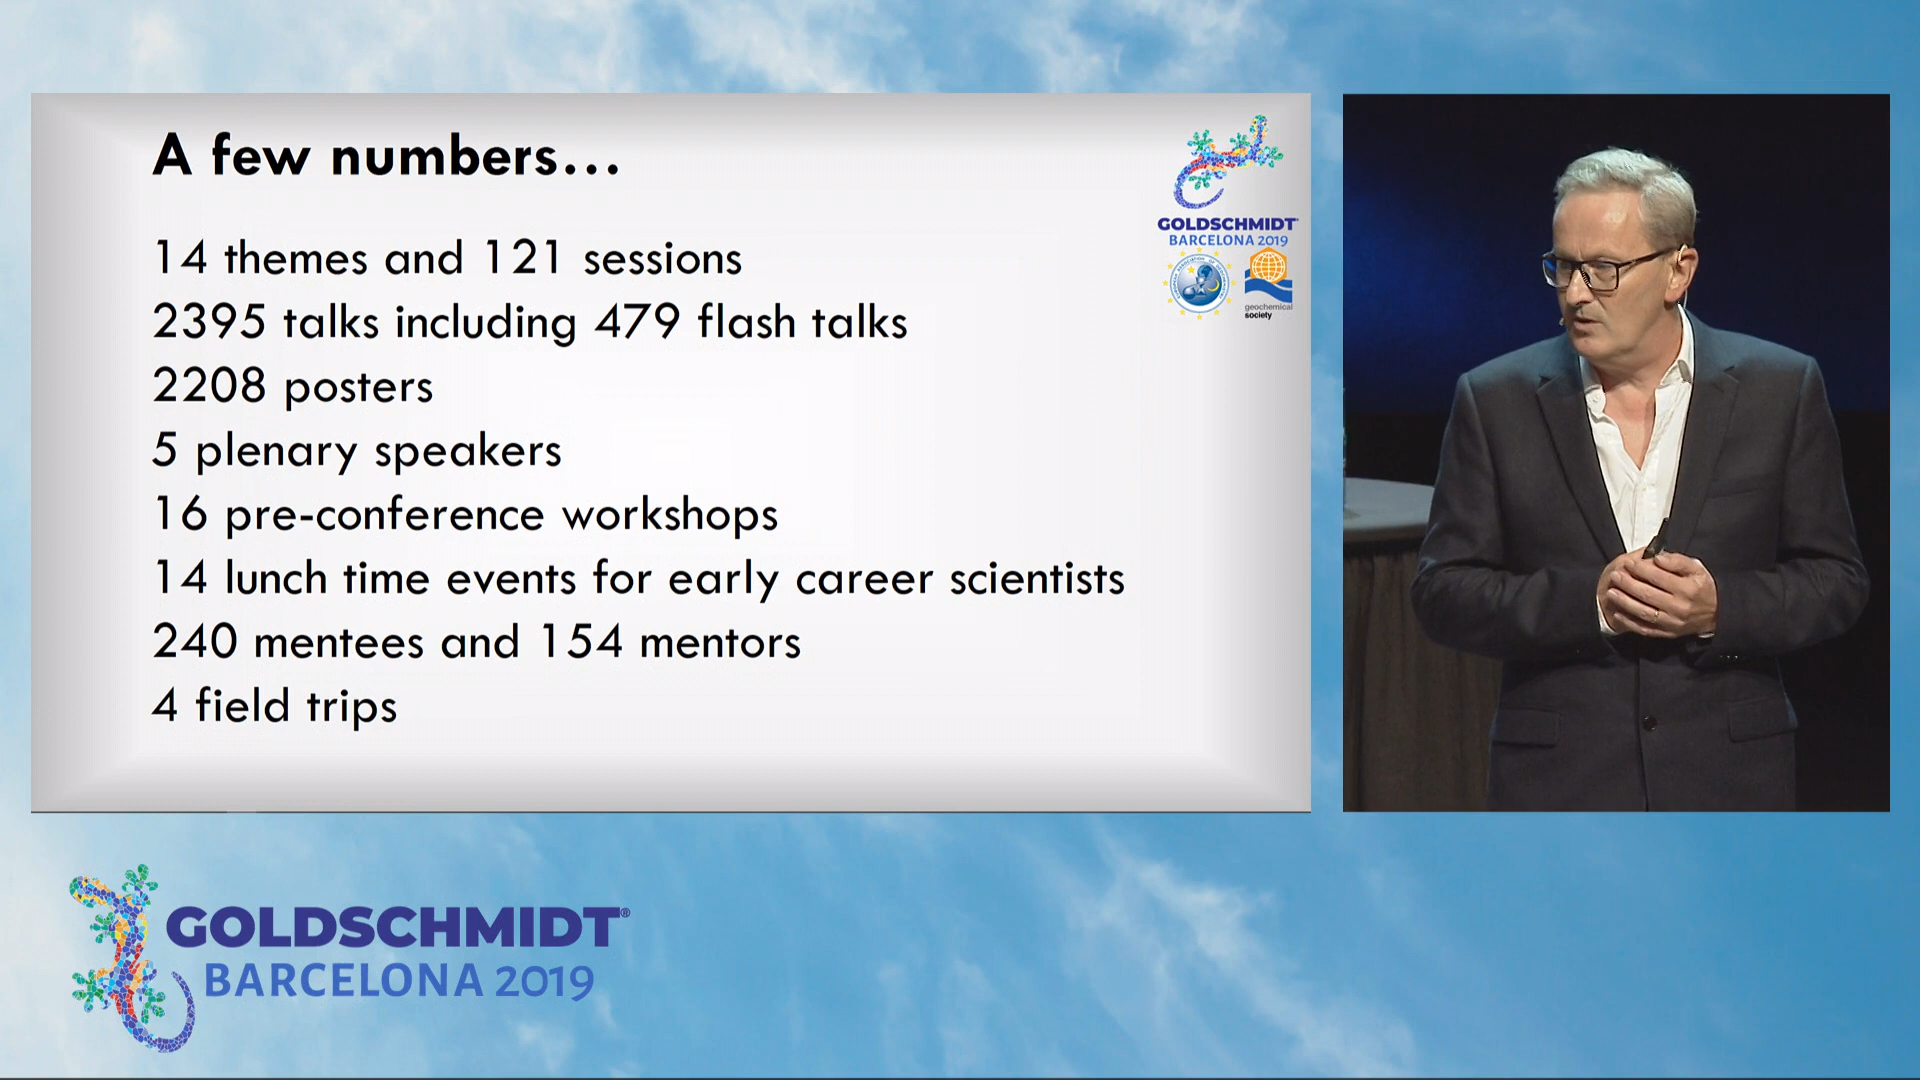 A few numbers…
14 themes and 121 sessions
2395 talks including 479 flash talks
2208 posters
5 plenary speakers
16 pre-conference workshops
14 lunch time events for early career scientists
240 mentees and 154 mentors
4 field trips
GOLDSCHMIDT
BARCELONA 2019
geochemical
society
GOLDSCHMIDT®
BARCELONA 2019